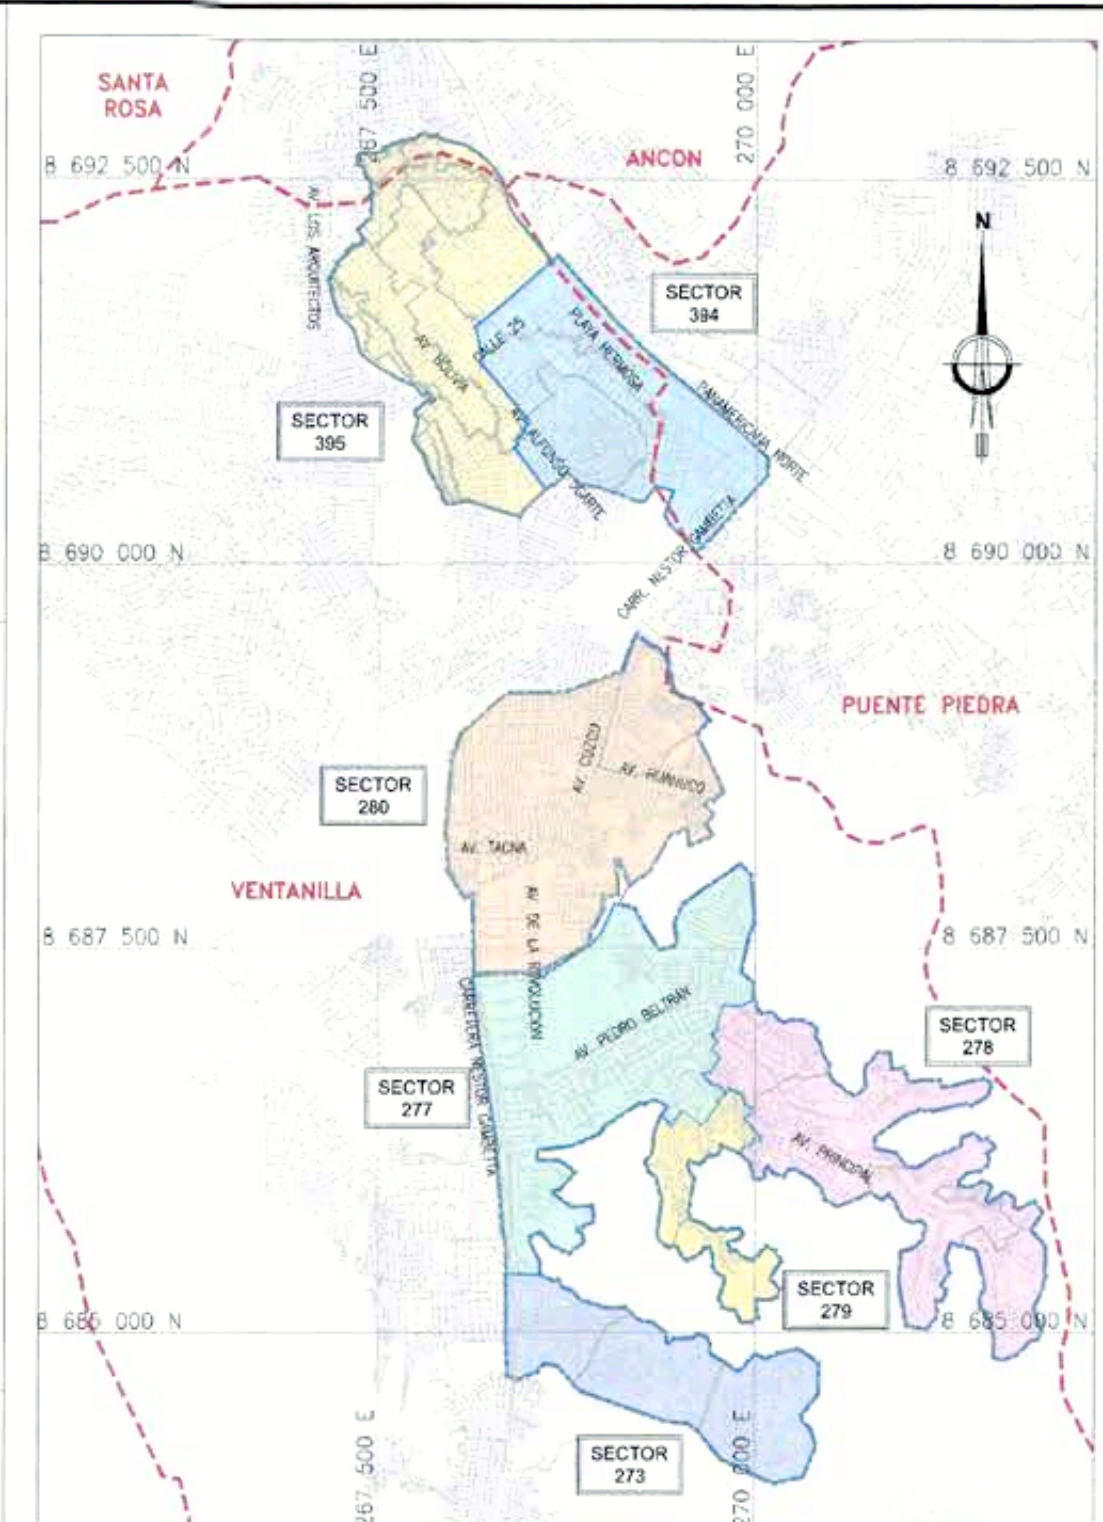 SANTA
ROSA
267 500 E
270 000 E
ANCON
8 692 500 N
8 692 500 N
N
AV. LOS ARQUITECTOS
SECTOR
394
CALLE 25
PLAYA HERMOSA
AV. BOLIVIA
PANAMERICANA NORTE
SECTOR
395
AV. ALFONSO UGARTE
CARR. NESTOR GAMBETTA
8 690 000 N
8 690 000 N
PUENTE PIEDRA
AV. CUZCO
AV. HUANUCO
SECTOR
280
AV. TACNA
VENTANILLA
AV. DE LA REVOLUCION
8 687 500 N
8 687 500 N
CARRETERA NESTOR GAMBETTA
AV. PEDRO BELTRAN
SECTOR
278
SECTOR
277
AV. PRINCIPAL
SECTOR
279
8 685 000 N
8 685 000 N
267 500 E
270 000 E
SECTOR
273